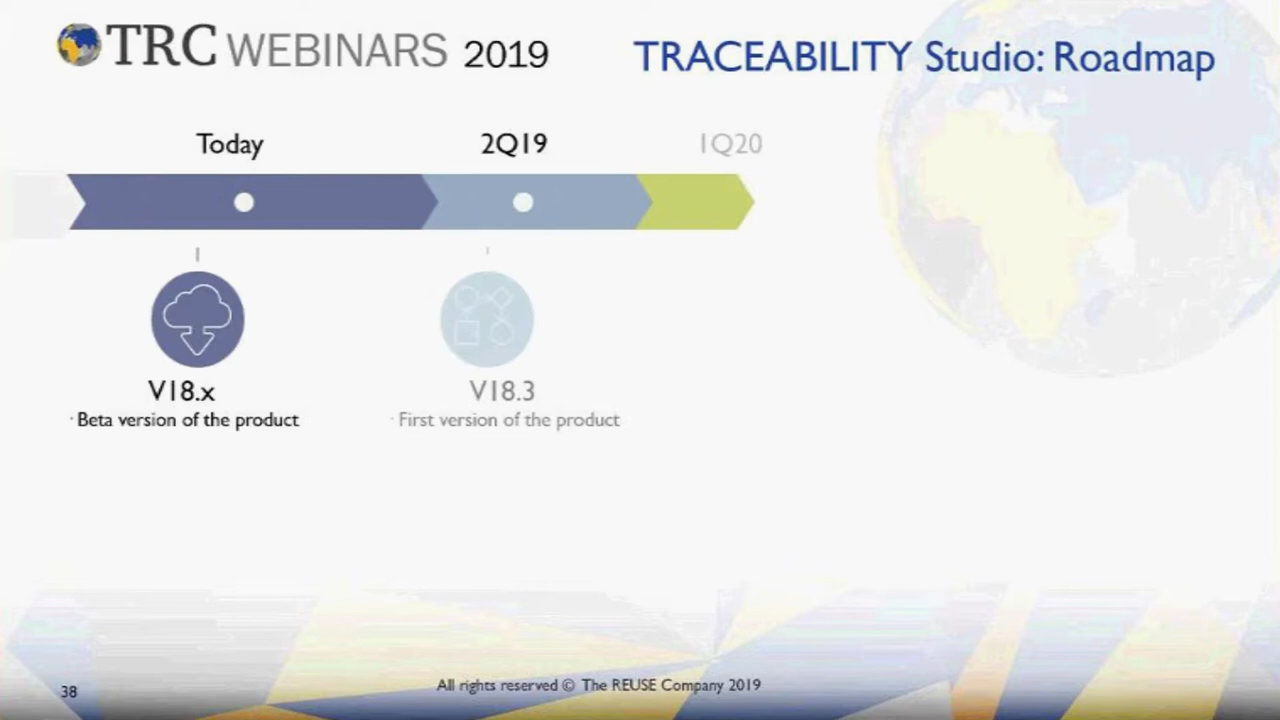 TRC WEBINARS 2019
TRACEABILITY Studio: Roadmap
Today
2Q19
1Q20
V18.x
V18.3
· Beta version of the product
· First version of the product
38
All rights reserved © The REUSE Company 2019